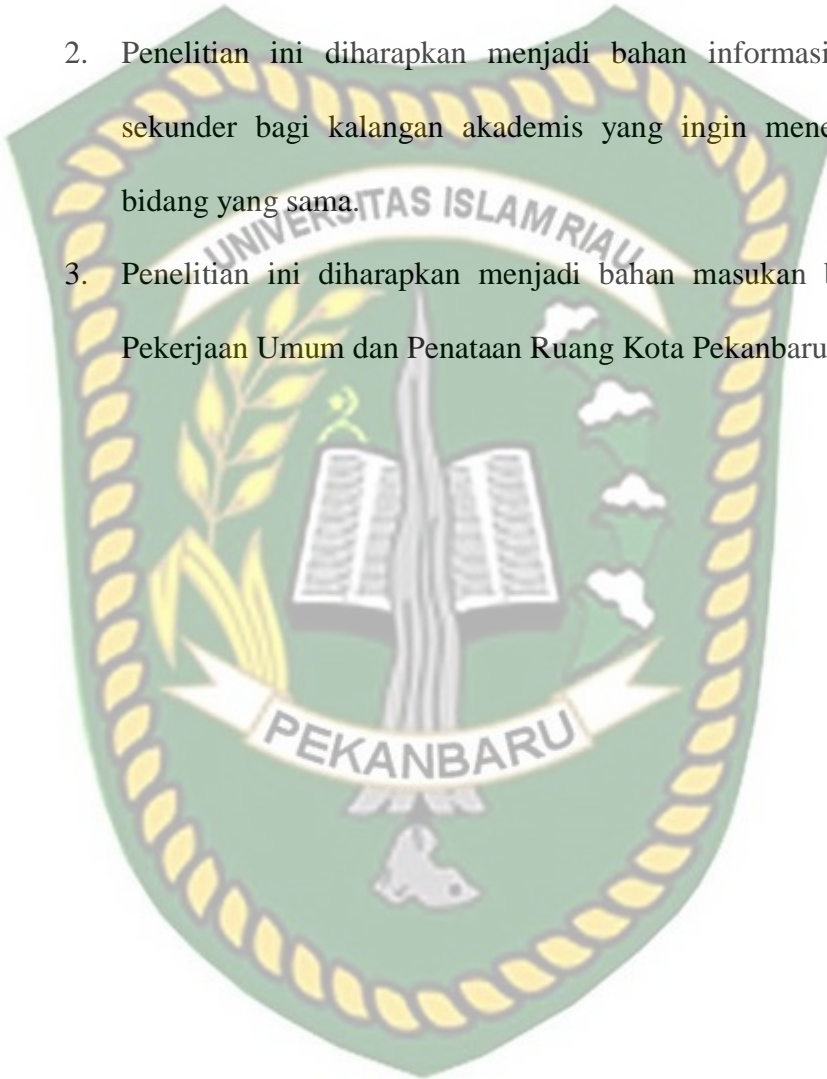 2. Penelitian ini diharapkan menjadi bahan informasi
sekunder bagi kalangan akademis yang ingin mene
bidang yang sama.
UNIVERSITAS ISLAM RIAU
3. Penelitian ini diharapkan menjadi bahan masukan b
Pekerjaan Umum dan Penataan Ruang Kota Pekanbaru
PEKANBARU